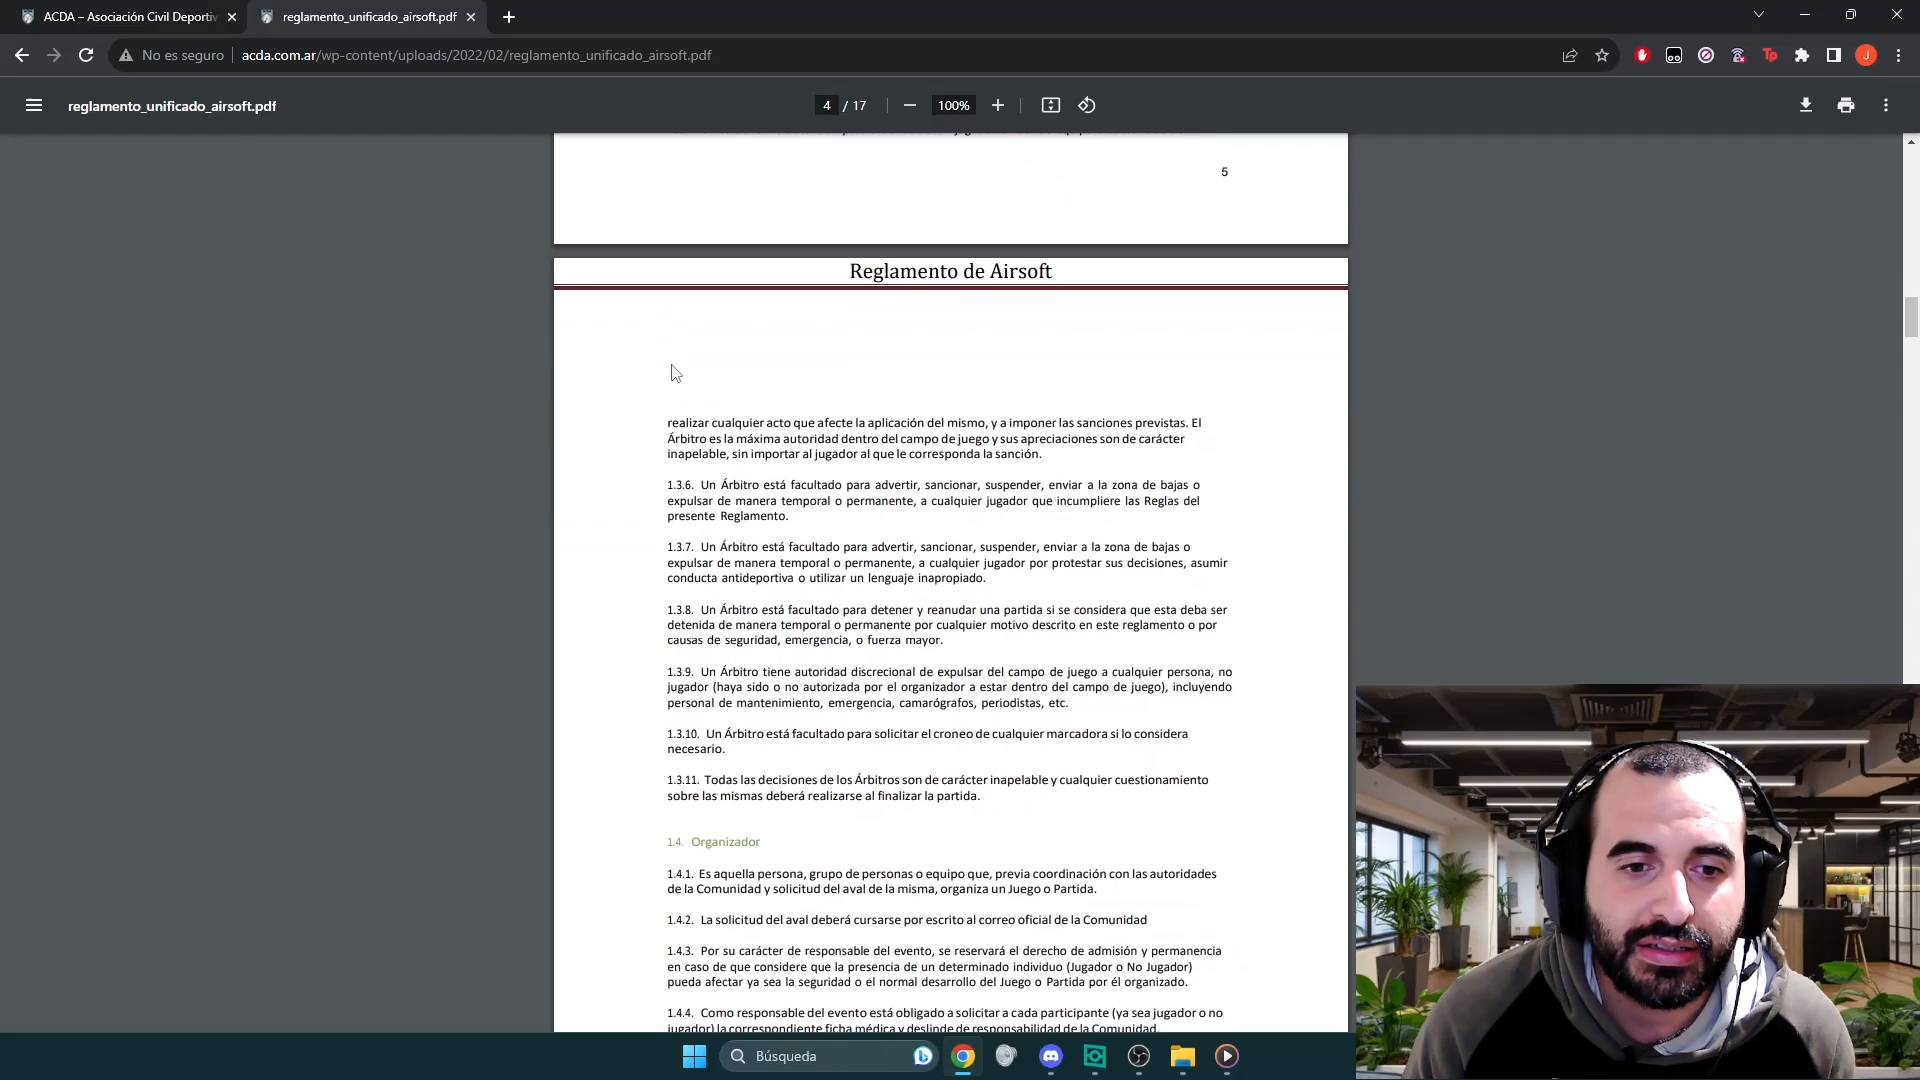 ACDA – Asociación Civil Deportiv
reglamento_unificado_airsoft.pdf
No es seguro
acda.com.ar/wp-content/uploads/2022/02/reglamento_unificado_airsoft.pdf
Tp
J
reglamento_unificado_airsoft.pdf
4 / 17
100%
5
Reglamento de Airsoft
realizar cualquier acto que afecte la aplicación del mismo, y a imponer las sanciones previstas. El
Árbitro es la máxima autoridad dentro del campo de juego y sus apreciaciones son de carácter
inapelable, sin importar al jugador al que le corresponda la sanción.
1.3.6. Un Árbitro está facultado para advertir, sancionar, suspender, enviar a la zona de bajas o
expulsar de manera temporal o permanente, a cualquier jugador que incumpliere las Reglas del
presente Reglamento.
1.3.7. Un Árbitro está facultado para advertir, sancionar, suspender, enviar a la zona de bajas o
expulsar de manera temporal o permanente, a cualquier jugador por protestar sus decisiones, asumir
conducta antideportiva o utilizar un lenguaje inapropiado.
1.3.8. Un Árbitro está facultado para detener y reanudar una partida si se considera que esta deba ser
detenida de manera temporal o permanente por cualquier motivo descrito en este reglamento o por
causas de seguridad, emergencia, o fuerza mayor.
1.3.9. Un Árbitro tiene autoridad discrecional de expulsar del campo de juego a cualquier persona, no
jugador (haya sido o no autorizada por el organizador a estar dentro del campo de juego), incluyendo
personal de mantenimiento, emergencia, camarógrafos, periodistas, etc.
1.3.10. Un Árbitro está facultado para solicitar el croneo de cualquier marcadora si lo considera
necesario.
1.3.11. Todas las decisiones de los Árbitros son de carácter inapelable y cualquier cuestionamiento
sobre las mismas deberá realizarse al finalizar la partida.
1.4. Organizador
1.4.1. Es aquella persona, grupo de personas o equipo que, previa coordinación con las autoridades
de la Comunidad y solicitud del aval de la misma, organiza un Juego o Partida.
1.4.2. La solicitud del aval deberá cursarse por escrito al correo oficial de la Comunidad
1.4.3. Por su carácter de responsable del evento, se reservará el derecho de admisión y permanencia
en caso de que considere que la presencia de un determinado individuo (Jugador o No Jugador)
pueda afectar ya sea la seguridad o el normal desarrollo del Juego o Partida por él organizado.
1.4.4. Como responsable del evento está obligado a solicitar a cada participante (ya sea jugador o no
jugador) la correspondiente ficha médica y deslinde de responsabilidad de la Comunidad.
Búsqueda